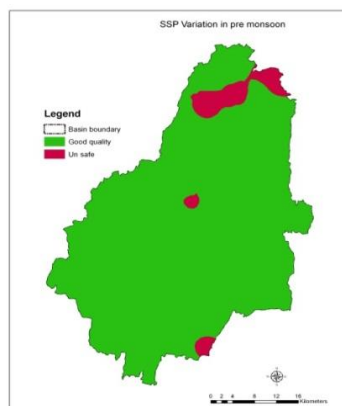 SSP Variation in pre monsoon
Legend
Basin boundary
Good quality
Un safe
0 2 4 8 12 16
Kilometers